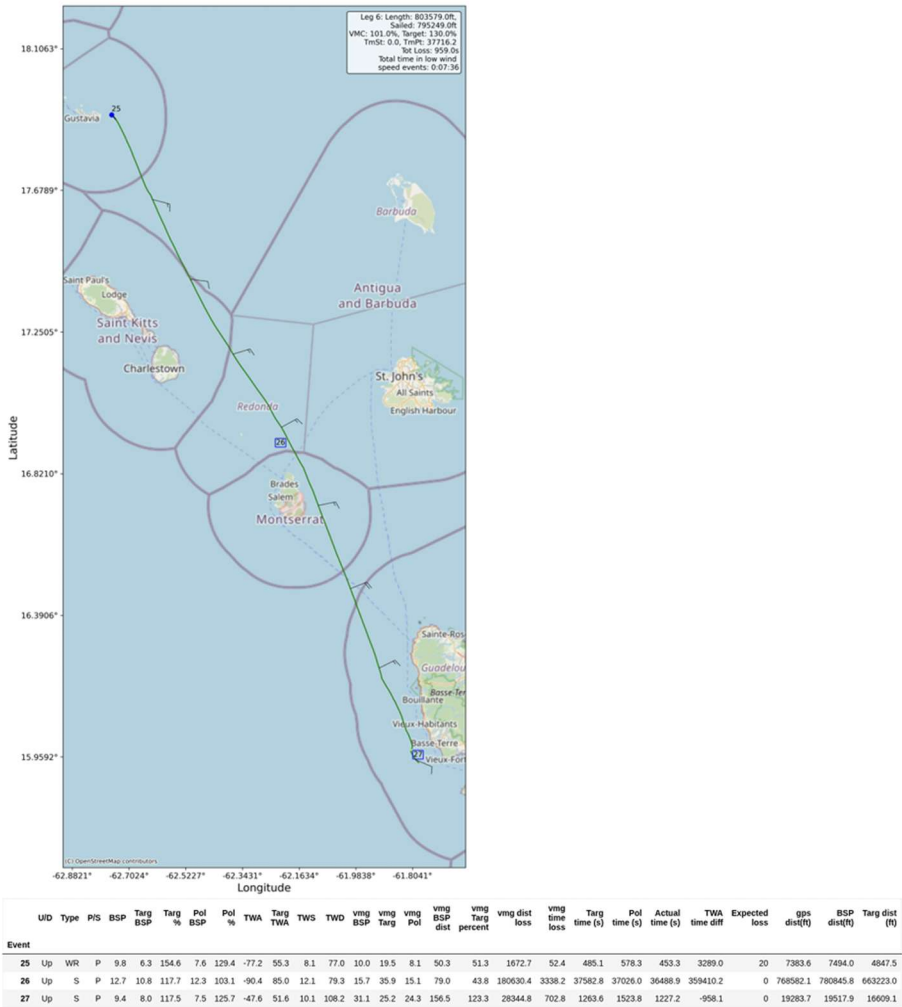 Leg 6: Length: 803579.0ft,
Sailed: 795249.0ft
VMC: 101.0%, Target: 130.0%
TmSt: 0.0, TmPt: 37716.2
Tot Loss: 959.0s
Total time in low wind
speed events: 0:07:36
18.1063°
25
Gustavia
17.6789°
Barbuda
Saint Paul's
Lodge
Antigua
and Barbuda
Saint Kitts
and Nevis
17.2505°
Charlestown
St. John's
All Saints
English Harbour
Redonda
26
16.8210°
Brades
Salem
Montserrat
16.3906°
Sainte-Ros
Guadelou
Basse-Ter
Bouillante
Vieux-Habitants
Basse-Terre
27
Vieux-Fort
15.9592°
Latitude
(C) OpenStreetMap contributors
-62.8821° -62.7024° -62.5227° -62.3431° -62.1634° -61.9838° -61.8041°
Longitude
U/D Type P/S BSP Targ BSP Targ % Pol BSP Pol % TWA Targ TWA TWS TWD vmg BSP vmg Targ vmg Pol vmg BSP dist vmg Targ percent vmg dist loss vmg time loss Targ time (s) Pol time (s) Actual time (s) TWA time diff Expected loss gps dist(ft) BSP dist(ft) Targ dist (ft)
Event
25 Up WR P 9.8 6.3 154.6 7.6 129.4 -77.2 55.3 8.1 77.0 10.0 19.5 8.1 50.3 51.3 1672.7 52.4 485.1 578.3 453.3 3289.0 20 7383.6 7494.0 4847.5
26 Up S P 12.7 10.8 117.7 12.3 103.1 -90.4 85.0 12.1 79.3 15.7 35.9 15.1 79.0 43.8 180630.4 3338.2 37582.8 37026.0 36488.9 359410.2 0 768582.1 780845.8 663223.0
27 Up S P 9.4 8.0 117.5 7.5 125.7 -47.6 51.6 10.1 108.2 31.1 25.2 24.3 156.5 123.3 28344.8 702.8 1263.6 1523.8 1227.2 -958.1 0 19283.7 19517.9 16609.1